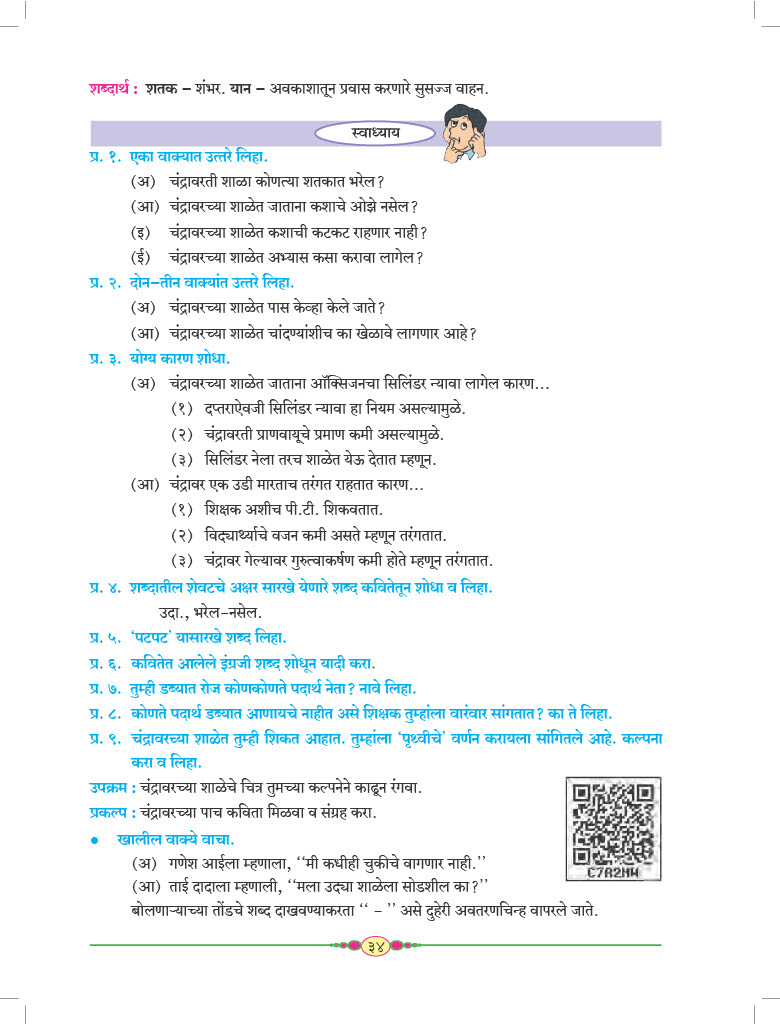 शब्दार्थ : शतक – शंभर. यान – अवकाशातून प्रवास करणारे सुसज्ज वाहन.
स्वाध्याय
प्र. १. एका वाक्यात उत्तरे लिहा.
(अ) चंद्रावरती शाळा कोणत्या शतकात भरेल?
(आ) चंद्रावरच्या शाळेत जाताना कशाचे ओझे नसेल?
(इ) चंद्रावरच्या शाळेत कशाची कटकट राहणार नाही?
(ई) चंद्रावरच्या शाळेत अभ्यास कसा करावा लागेल?
प्र. २. दोन–तीन वाक्यांत उत्तरे लिहा.
(अ) चंद्रावरच्या शाळेत पास केव्हा केले जाते?
(आ) चंद्रावरच्या शाळेत चांदण्यांशीच का खेळावे लागणार आहे?
प्र. ३. योग्य कारण शोधा.
(अ) चंद्रावरच्या शाळेत जाताना ऑक्सिजनचा सिलिंडर न्यावा लागेल कारण...
(१) दप्तराऐवजी सिलिंडर न्यावा हा नियम असल्यामुळे.
(२) चंद्रावरती प्राणवायूचे प्रमाण कमी असल्यामुळे.
(३) सिलिंडर नेला तरच शाळेत येऊ देतात म्हणून.
(आ) चंद्रावर एक उडी मारताच तरंगत राहतात कारण...
(१) शिक्षक अशीच पी.टी. शिकवतात.
(२) विद्यार्थ्याचे वजन कमी असते म्हणून तरंगतात.
(३) चंद्रावर गेल्यावर गुरुत्वाकर्षण कमी होते म्हणून तरंगतात.
प्र. ४. शब्दातील शेवटचे अक्षर सारखे येणारे शब्द कवितेतून शोधा व लिहा.
उदा., भरेल–नसेल.
प्र. ५. ‘पटपट’ यासारखे शब्द लिहा.
प्र. ६. कवितेत आलेले इंग्रजी शब्द शोधून यादी करा.
प्र. ७. तुम्ही डब्यात रोज कोणकोणते पदार्थ नेता? नावे लिहा.
प्र. ८. कोणते पदार्थ डब्यात आणायचे नाहीत असे शिक्षक तुम्हांला वारंवार सांगतात? का ते लिहा.
प्र. ९. चंद्रावरच्या शाळेत तुम्ही शिकत आहात. तुम्हांला ‘पृथ्वीचे’ वर्णन करायला सांगितले आहे. कल्पना
करा व लिहा.
उपक्रम : चंद्रावरच्या शाळेचे चित्र तुमच्या कल्पनेने काढून रंगवा.
प्रकल्प : चंद्रावरच्या पाच कविता मिळवा व संग्रह करा.
• खालील वाक्ये वाचा.
(अ) गणेश आईला म्हणाला, ‘‘मी कधीही चुकीचे वागणार नाही.’’
(आ) ताई दादाला म्हणाली, ‘‘मला उद्या शाळेला सोडशील का?’’
बोलणाऱ्याच्या तोंडचे शब्द दाखवण्याकरता ‘‘ – ’’ असे दुहेरी अवतरणचिन्ह वापरले जाते.
C7R2MW
३४